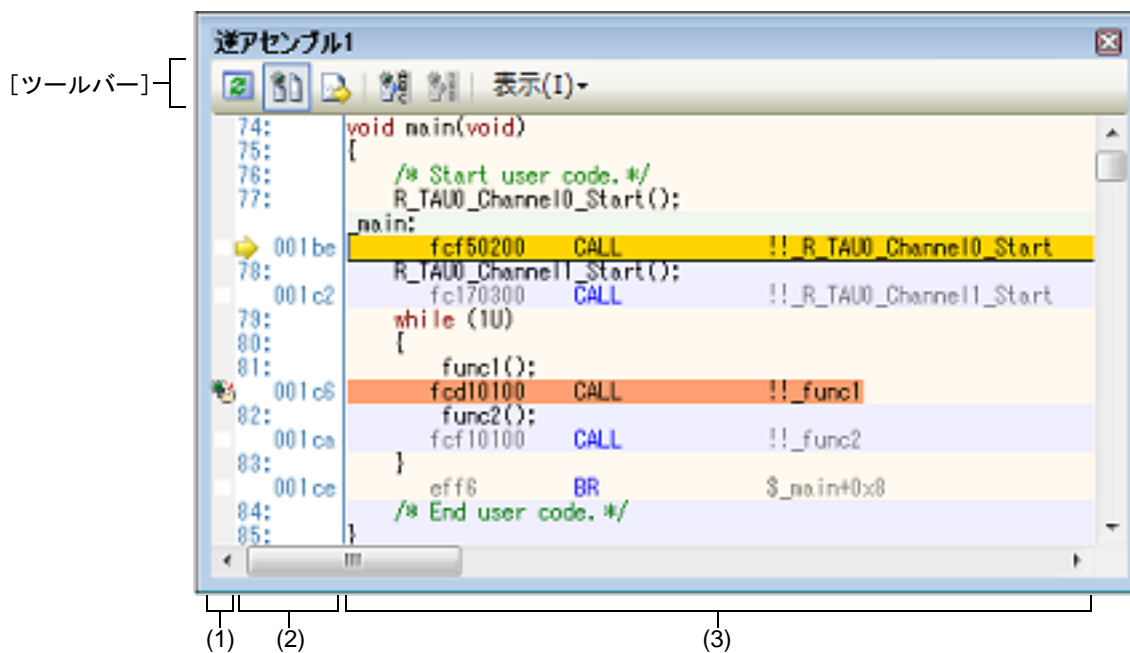 逆アセンブル1
[ツールバー]
表示(I)
74: void main(void)
75: {
76: /* Start user code. */
77: R_TAU0_Channel0_Start();
_main:
001be fcf50200 CALL !!_R_TAU0_Channel0_Start
78: R_TAU0_Channel1_Start();
001c2 fc170300 CALL !!_R_TAU0_Channel1_Start
79: while (1U)
80: {
81: func1();
001c6 fcd10100 CALL !!_func1
82: func2();
001ca fcf10100 CALL !!_func2
83: }
001ce eff6 BR $_main+0x8
84: /* End user code. */
85: }
(1) (2) (3)